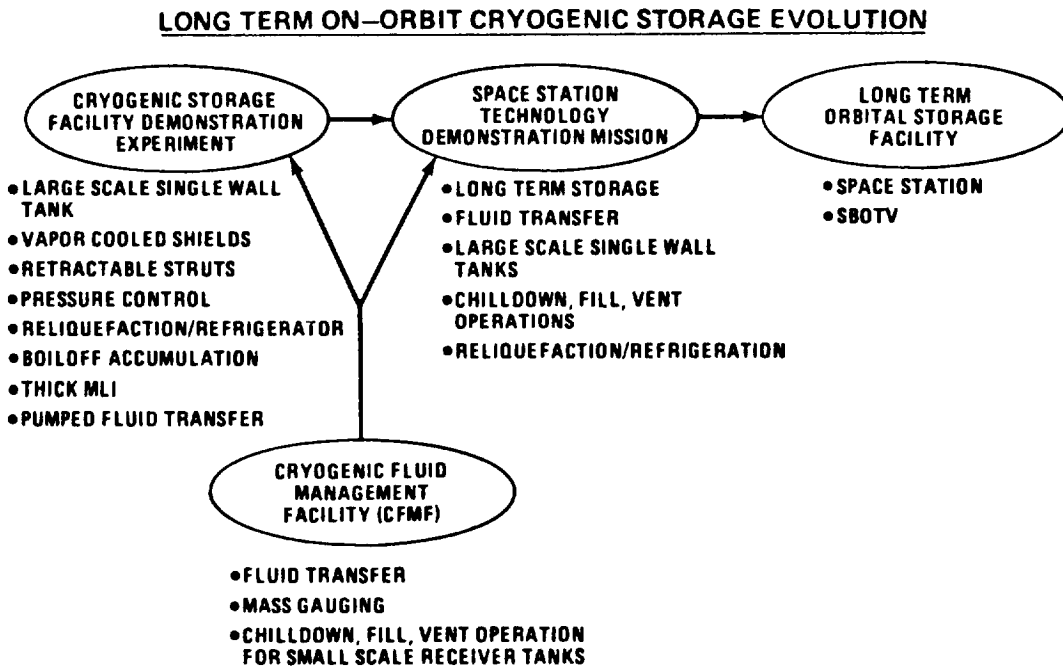 LONG TERM ON–ORBIT CRYOGENIC STORAGE EVOLUTION
CRYOGENIC STORAGE
FACILITY DEMONSTRATION
EXPERIMENT
•LARGE SCALE SINGLE WALL
TANK
•VAPOR COOLED SHIELDS
•RETRACTABLE STRUTS
•PRESSURE CONTROL
•RELIQUEFACTION/REFRIGERATOR
•BOILOFF ACCUMULATION
•THICK MLI
•PUMPED FLUID TRANSFER
SPACE STATION
TECHNOLOGY
DEMONSTRATION MISSION
•LONG TERM STORAGE
•FLUID TRANSFER
•LARGE SCALE SINGLE WALL
TANKS
•CHILLDOWN, FILL, VENT
OPERATIONS
•RELIQUEFACTION/REFRIGERATION
LONG TERM
ORBITAL STORAGE
FACILITY
•SPACE STATION
•SBOTV
CRYOGENIC FLUID
MANAGEMENT
FACILITY (CFMF)
•FLUID TRANSFER
•MASS GAUGING
•CHILLDOWN, FILL, VENT OPERATION
FOR SMALL SCALE RECEIVER TANKS